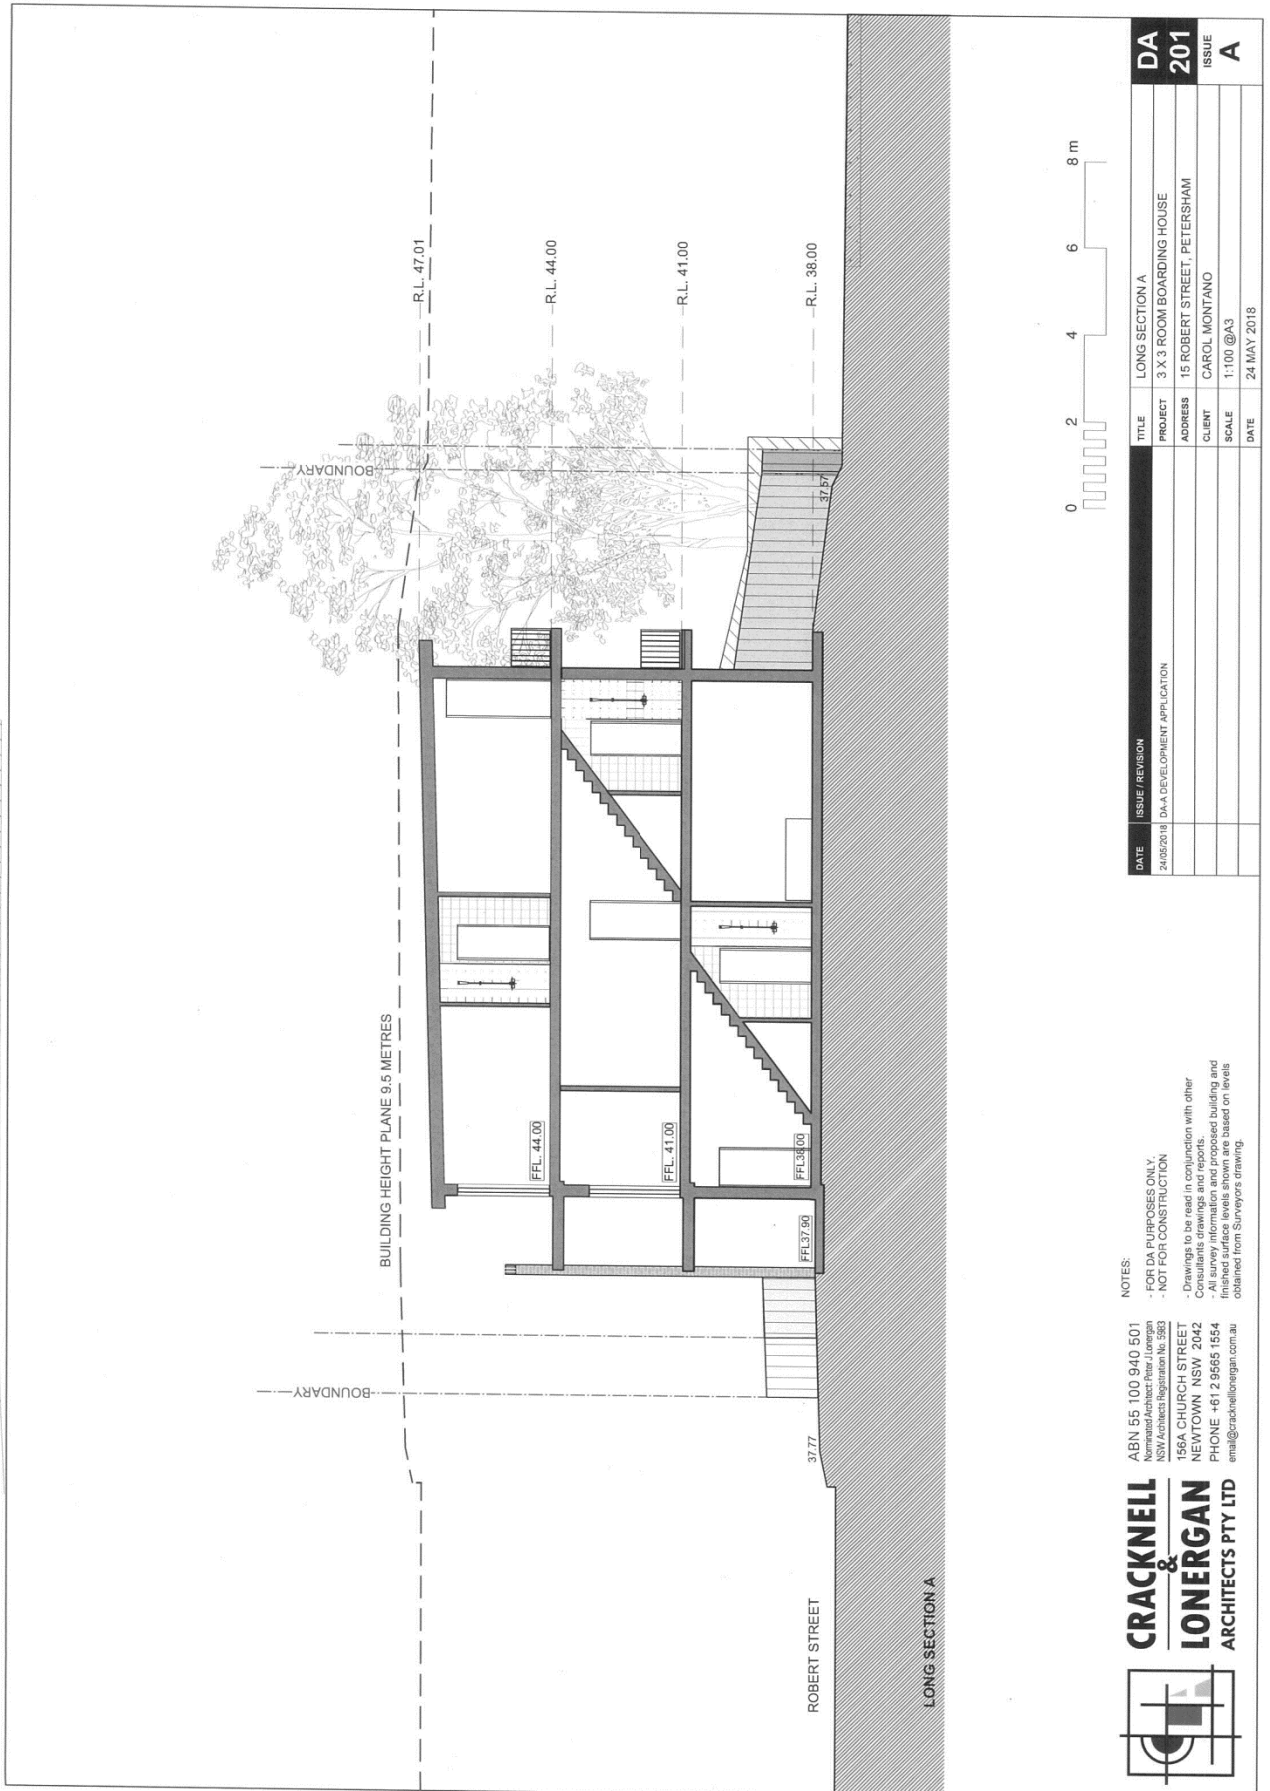 BUILDING HEIGHT PLANE 9.5 METRES
BOUNDARY
BOUNDARY
R.L. 47.01
R.L. 44.00
R.L. 41.00
R.L. 38.00
FFL. 44.00
FFL. 41.00
FFL38.00
FFL37.90
37.77
37.57
ROBERT STREET
LONG SECTION A
0 2 4 6 8 m
CRACKNELL
&
LONERGAN
ARCHITECTS PTY LTD
ABN 55 100 940 501
Nominated Architect: Peter J Lonergan
NSW Architects Registration No. 5983
156A CHURCH STREET
NEWTOWN NSW 2042
PHONE +61 2 9565 1554
email@cracknelllonergan.com.au
NOTES:
- FOR DA PURPOSES ONLY.
- NOT FOR CONSTRUCTION
- Drawings to be read in conjunction with other
Consultants drawings and reports.
- All survey information and proposed building and
finished surface levels shown are based on levels
obtained from Surveyors drawing.
DATE ISSUE / REVISION
24/05/2018 DA-A DEVELOPMENT APPLICATION
TITLE LONG SECTION A
PROJECT 3 X 3 ROOM BOARDING HOUSE
ADDRESS 15 ROBERT STREET, PETERSHAM
CLIENT CAROL MONTANO
SCALE 1:100 @A3
DATE 24 MAY 2018
DA
201
ISSUE
A